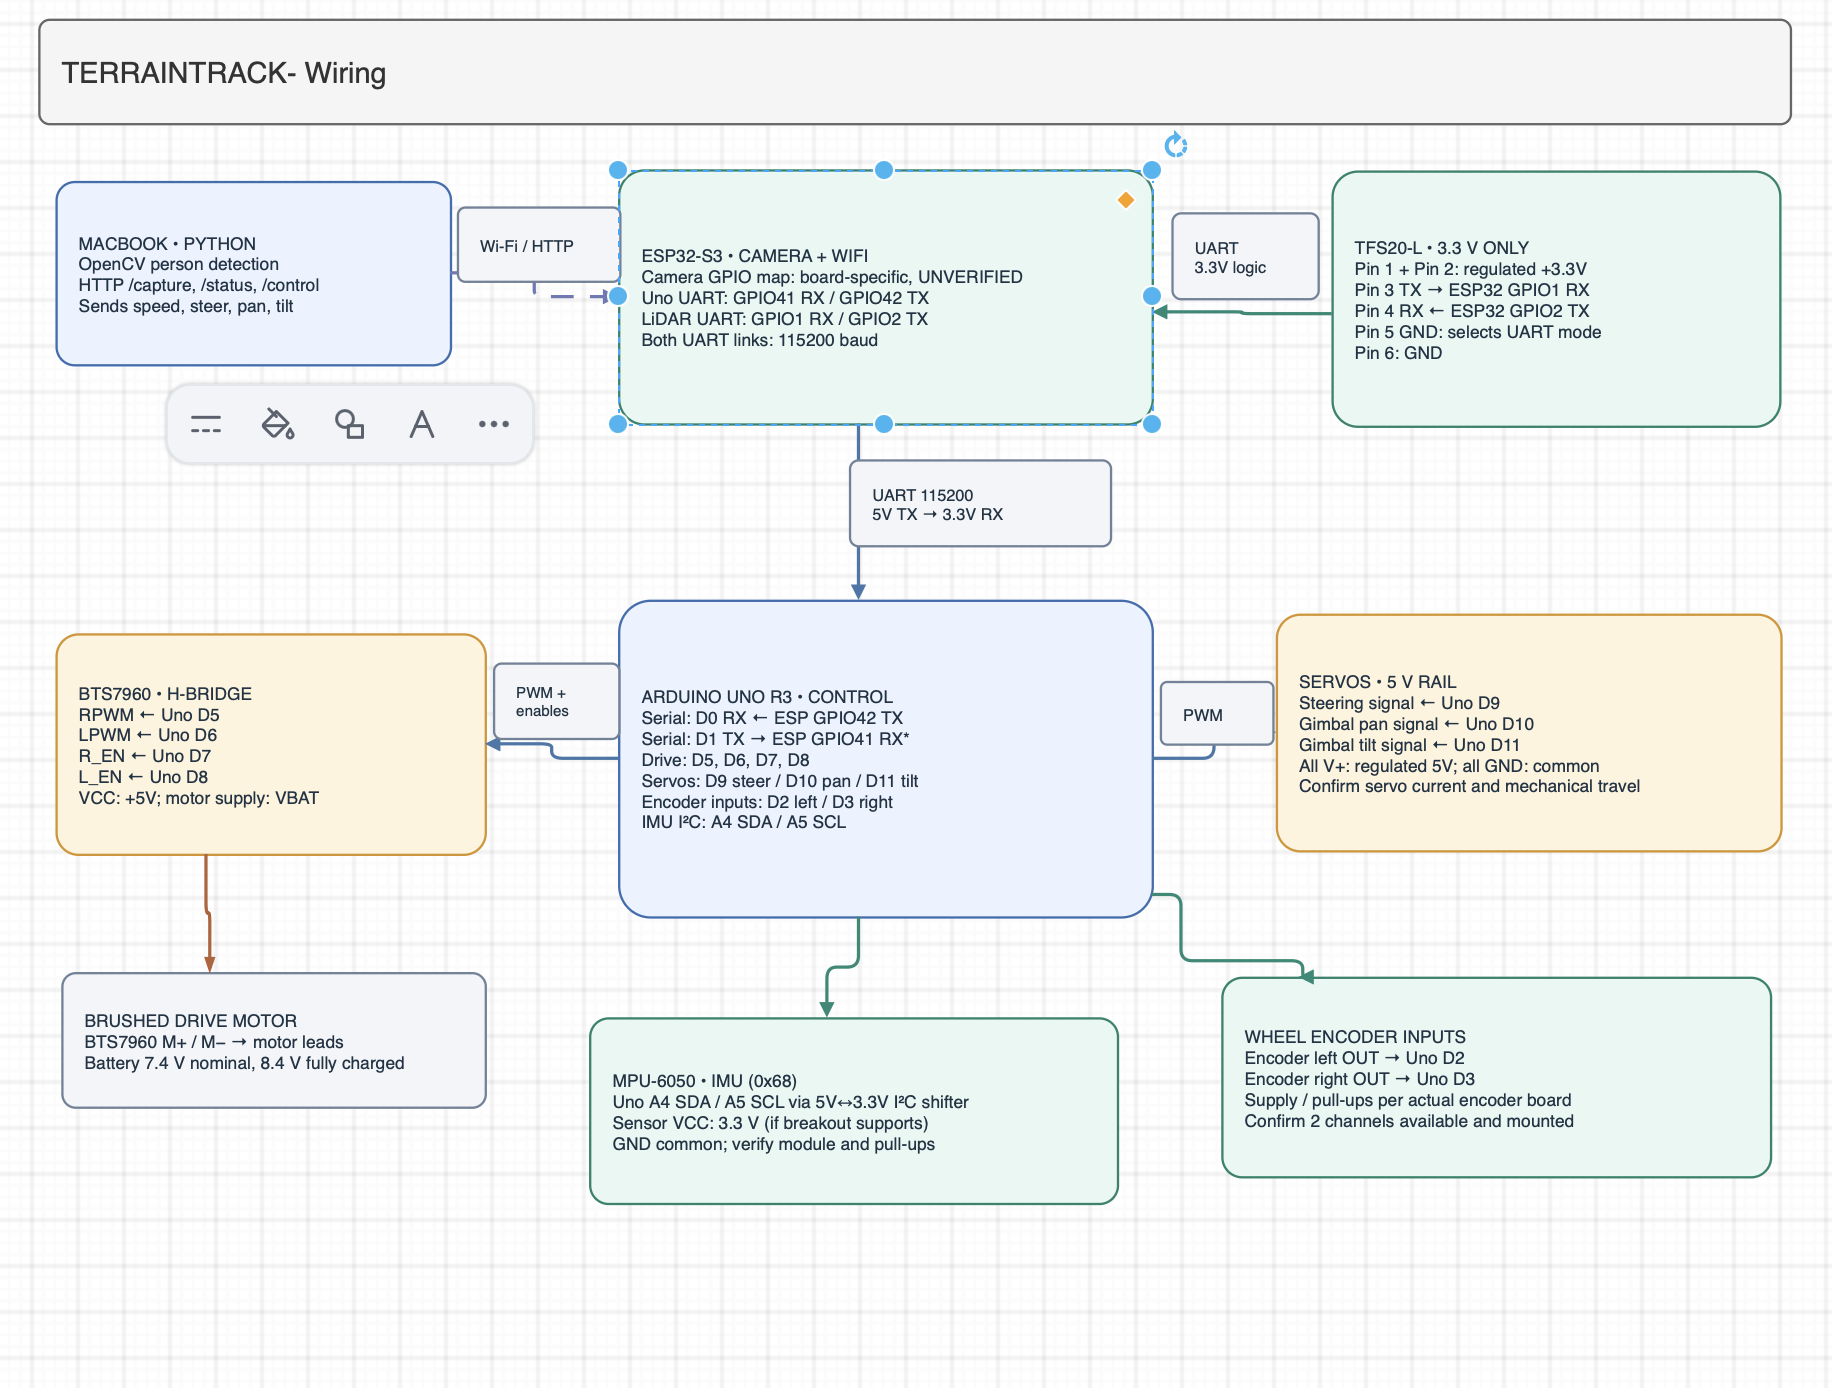 TERRAINTRACK- Wiring
MACBOOK • PYTHON
OpenCV person detection
HTTP /capture, /status, /control
Sends speed, steer, pan, tilt
Wi-Fi / HTTP
ESP32-S3 • CAMERA + WIFI
Camera GPIO map: board-specific, UNVERIFIED
Uno UART: GPIO41 RX / GPIO42 TX
LiDAR UART: GPIO1 RX / GPIO2 TX
Both UART links: 115200 baud
UART
3.3V logic
TFS20-L • 3.3 V ONLY
Pin 1 + Pin 2: regulated +3.3V
Pin 3 TX → ESP32 GPIO1 RX
Pin 4 RX ← ESP32 GPIO2 TX
Pin 5 GND: selects UART mode
Pin 6: GND
UART 115200
5V TX → 3.3V RX
BTS7960 • H-BRIDGE
RPWM ← Uno D5
LPWM ← Uno D6
R_EN ← Uno D7
L_EN ← Uno D8
VCC: +5V; motor supply: VBAT
PWM +
enables
ARDUINO UNO R3 • CONTROL
Serial: D0 RX ← ESP GPIO42 TX
Serial: D1 TX → ESP GPIO41 RX*
Drive: D5, D6, D7, D8
Servos: D9 steer / D10 pan / D11 tilt
Encoder inputs: D2 left / D3 right
IMU I²C: A4 SDA / A5 SCL
PWM
SERVOS • 5 V RAIL
Steering signal ← Uno D9
Gimbal pan signal ← Uno D10
Gimbal tilt signal ← Uno D11
All V+: regulated 5V; all GND: common
Confirm servo current and mechanical travel
BRUSHED DRIVE MOTOR
BTS7960 M+ / M− → motor leads
Battery 7.4 V nominal, 8.4 V fully charged
MPU-6050 • IMU (0x68)
Uno A4 SDA / A5 SCL via 5V↔3.3V I²C shifter
Sensor VCC: 3.3 V (if breakout supports)
GND common; verify module and pull-ups
WHEEL ENCODER INPUTS
Encoder left OUT → Uno D2
Encoder right OUT → Uno D3
Supply / pull-ups per actual encoder board
Confirm 2 channels available and mounted